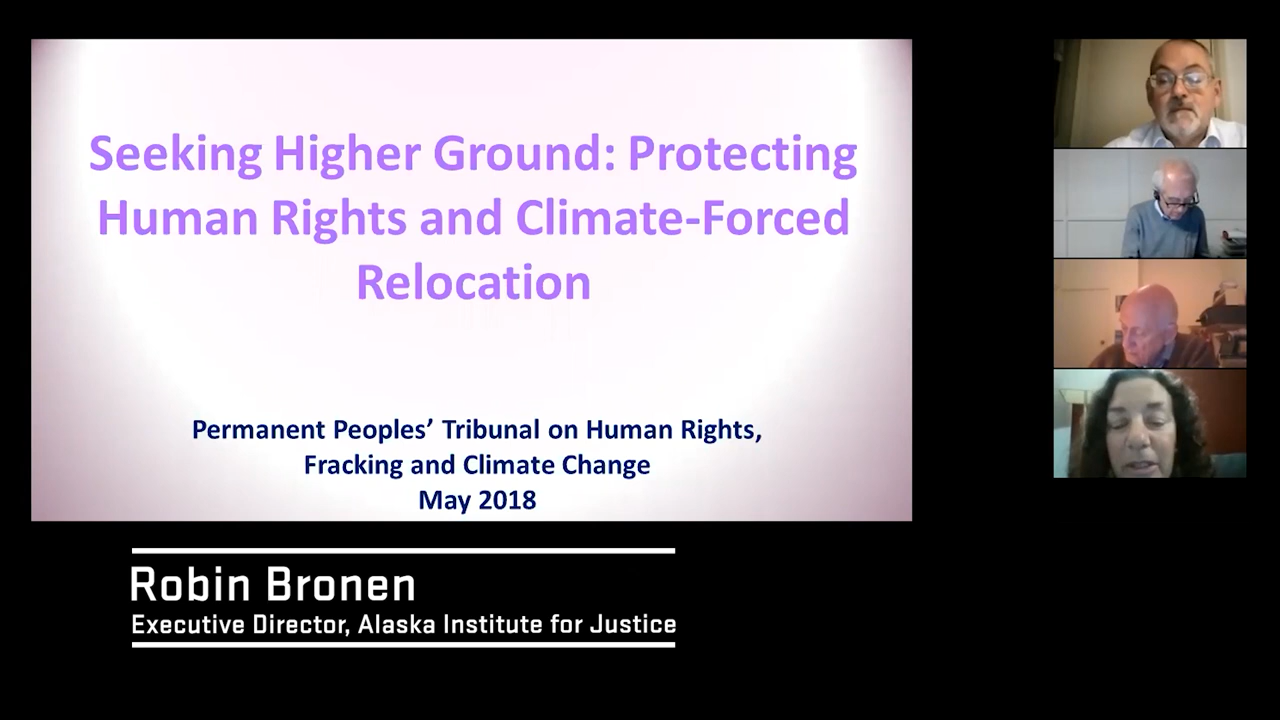 Seeking Higher Ground: Protecting
Human Rights and Climate-Forced
Relocation
Permanent Peoples’ Tribunal on Human Rights,
Fracking and Climate Change
May 2018
Robin Bronen
Executive Director, Alaska Institute for Justice